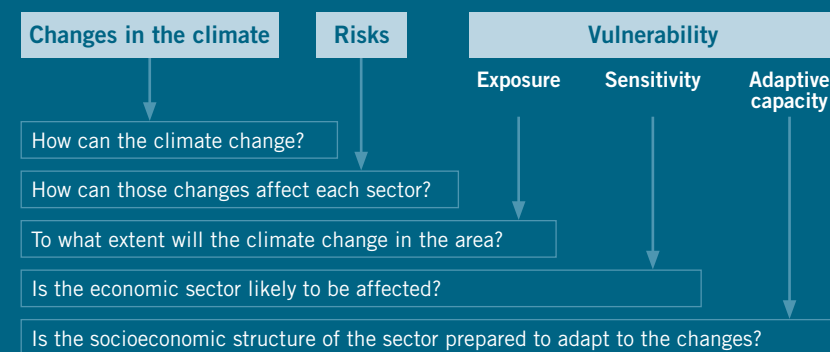 Changes in the climate
Risks
Vulnerability
Exposure
Sensitivity
Adaptive
capacity
How can the climate change?
How can those changes affect each sector?
To what extent will the climate change in the area?
Is the economic sector likely to be affected?
Is the socioeconomic structure of the sector prepared to adapt to the changes?